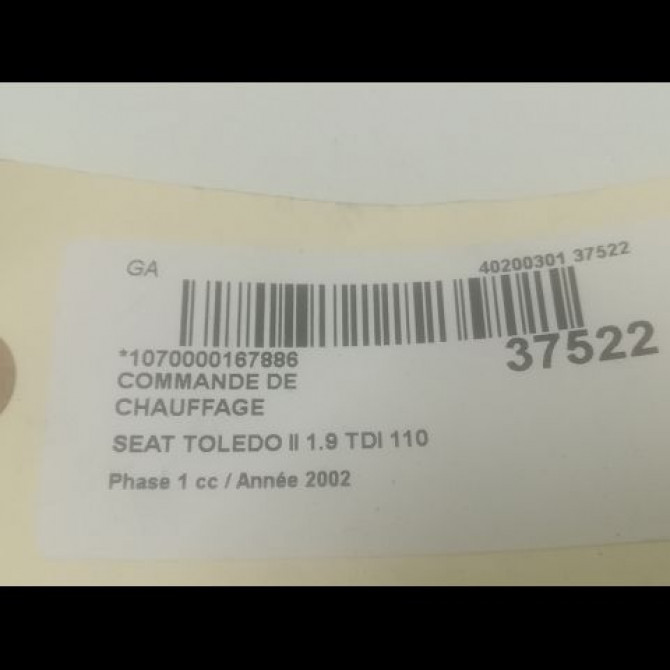 GA
40200301 37522
*1070000167886
37522
COMMANDE DE
CHAUFFAGE
SEAT TOLEDO II 1.9 TDI 110
Phase 1 cc / Année 2002